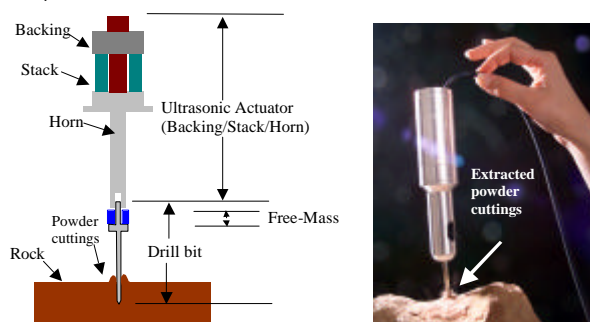 Backing
Stack
Horn
Ultrasonic Actuator
(Backing/Stack/Horn)
Powder
cuttings
Rock
Drill bit
Free-Mass
Extracted
powder
cuttings